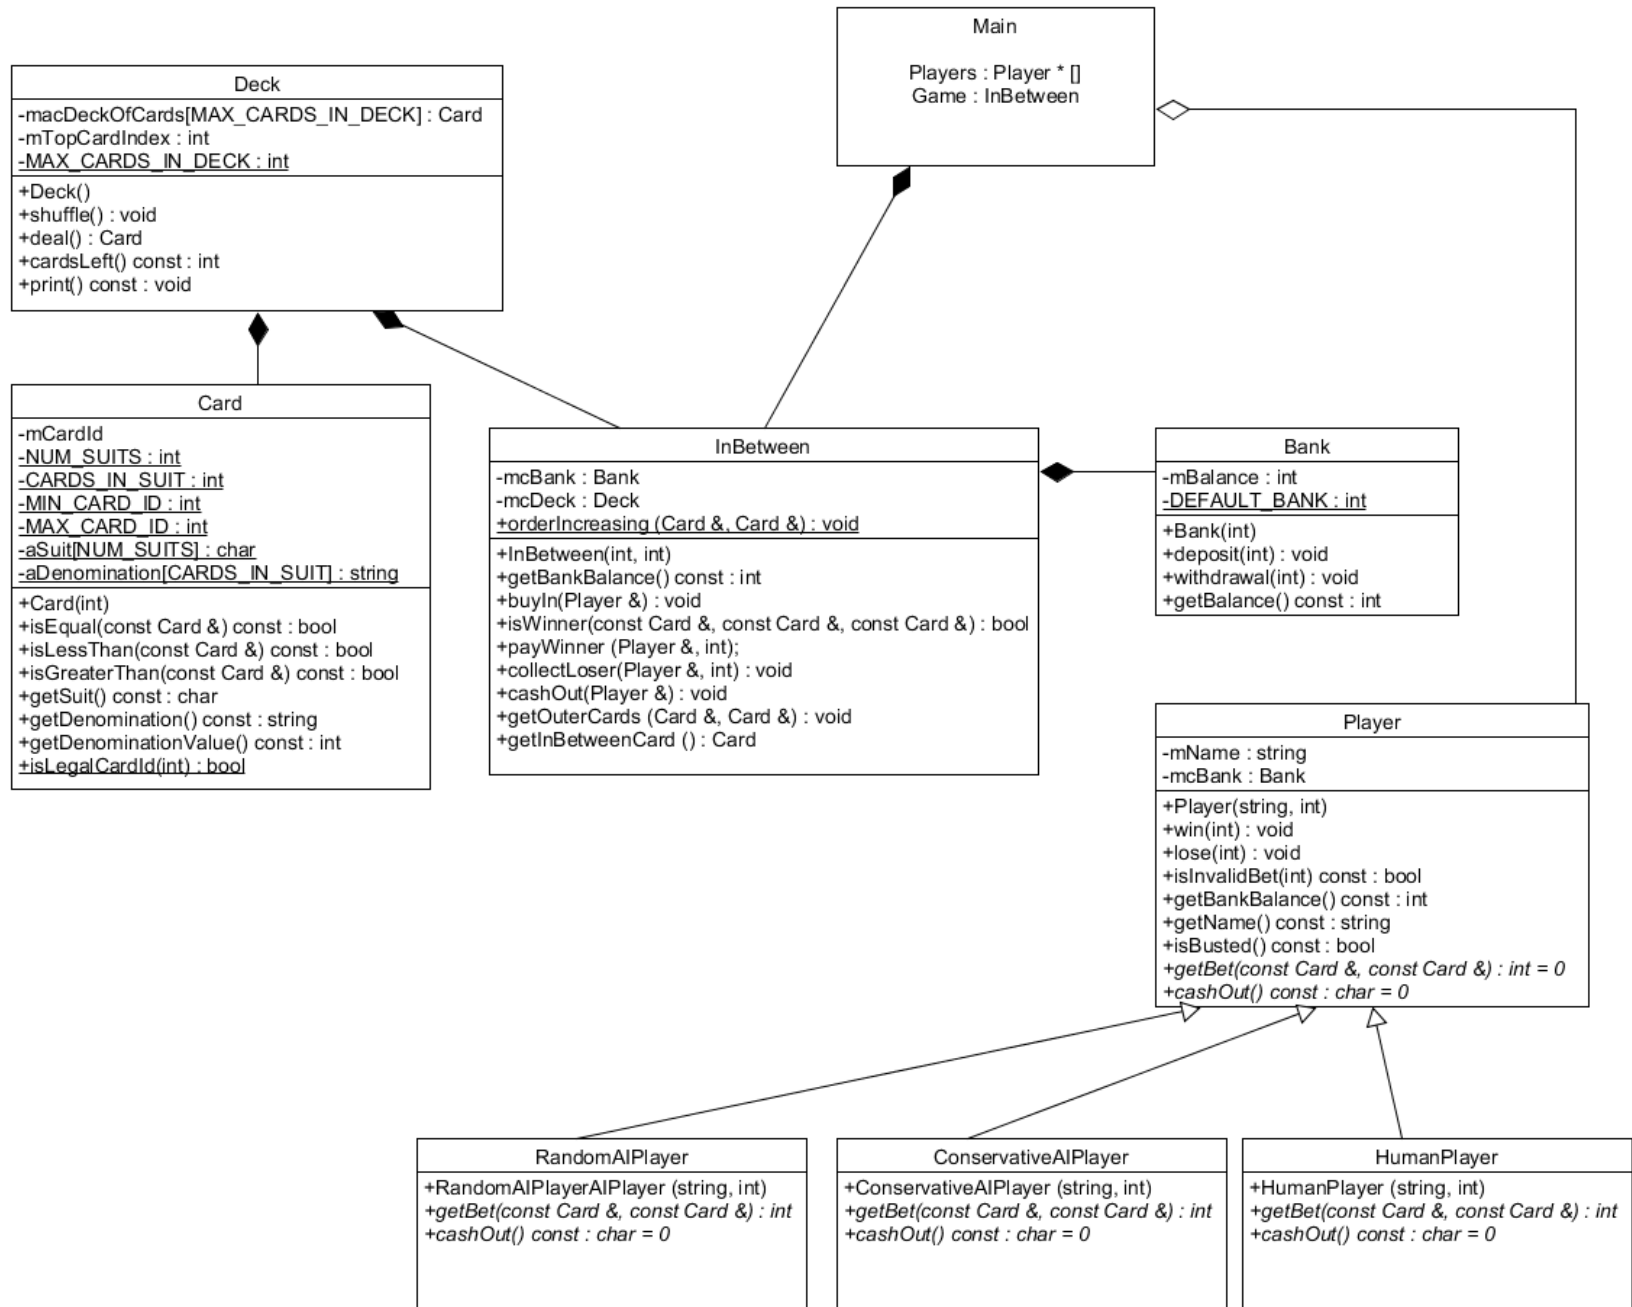 Main
Players : Player * []
Game : InBetween
Deck
-macDeckOfCards[MAX_CARDS_IN_DECK] : Card
-mTopCardIndex : int
-MAX_CARDS_IN_DECK : int
+Deck()
+shuffle() : void
+deal() : Card
+cardsLeft() const : int
+print() const : void
Card
-mCardId
-NUM_SUITS : int
-CARDS_IN_SUIT : int
-MIN_CARD_ID : int
-MAX_CARD_ID : int
-aSuit[NUM_SUITS] : char
-aDenomination[CARDS_IN_SUIT] : string
+Card(int)
+isEqual(const Card &) const : bool
+isLessThan(const Card &) const : bool
+isGreaterThan(const Card &) const : bool
+getSuit() const : char
+getDenomination() const : string
+getDenominationValue() const : int
+isLegalCardId(int) : bool
InBetween
-mcBank : Bank
-mcDeck : Deck
+orderIncreasing (Card &, Card &) : void
+InBetween(int, int)
+getBankBalance() const : int
+buyIn(Player &) : void
+isWinner(const Card &, const Card &, const Card &) : bool
+payWinner (Player &, int);
+collectLoser(Player &, int) : void
+cashOut(Player &) : void
+getOuterCards (Card &, Card &) : void
+getInBetweenCard () : Card
Bank
-mBalance : int
-DEFAULT_BANK : int
+Bank(int)
+deposit(int) : void
+withdrawal(int) : void
+getBalance() const : int
Player
-mName : string
-mcBank : Bank
+Player(string, int)
+win(int) : void
+lose(int) : void
+isInvalidBet(int) const : bool
+getBankBalance() const : int
+getName() const : string
+isBusted() const : bool
+getBet(const Card &, const Card &) : int = 0
+cashOut() const : char = 0
RandomAIPlayer
+RandomAIPlayerAIPlayer (string, int)
+getBet(const Card &, const Card &) : int
+cashOut() const : char = 0
ConservativeAIPlayer
+ConservativeAIPlayer (string, int)
+getBet(const Card &, const Card &) : int
+cashOut() const : char = 0
HumanPlayer
+HumanPlayer (string, int)
+getBet(const Card &, const Card &) : int
+cashOut() const : char = 0